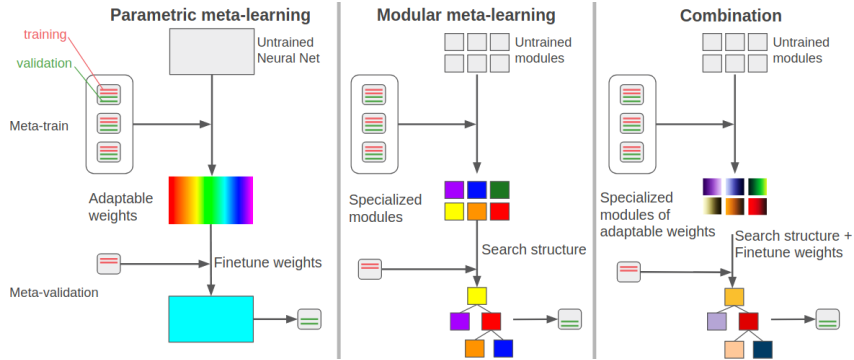 Parametric meta-learning
training
validation
Untrained
Neural Net
Meta-train
Adaptable
weights
Finetune weights
Meta-validation
Modular meta-learning
Untrained
modules
Specialized
modules
Search structure
Combination
Untrained
modules
Specialized
modules of
adaptable weights
Search structure +
Finetune weights